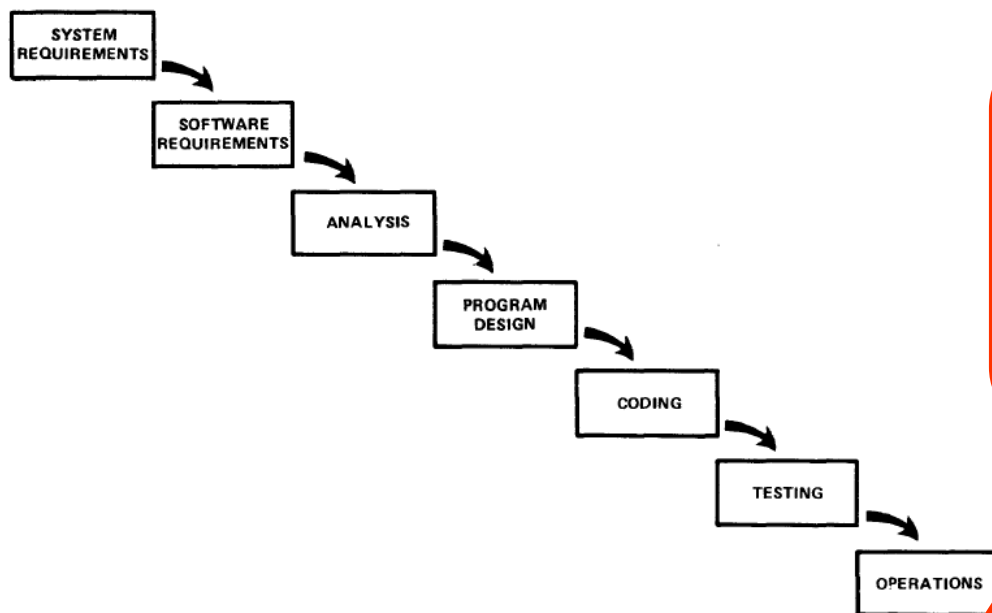 SYSTEM
REQUIREMENTS
SOFTWARE
REQUIREMENTS
ANALYSIS
PROGRAM
DESIGN
CODING
TESTING
OPERATIONS